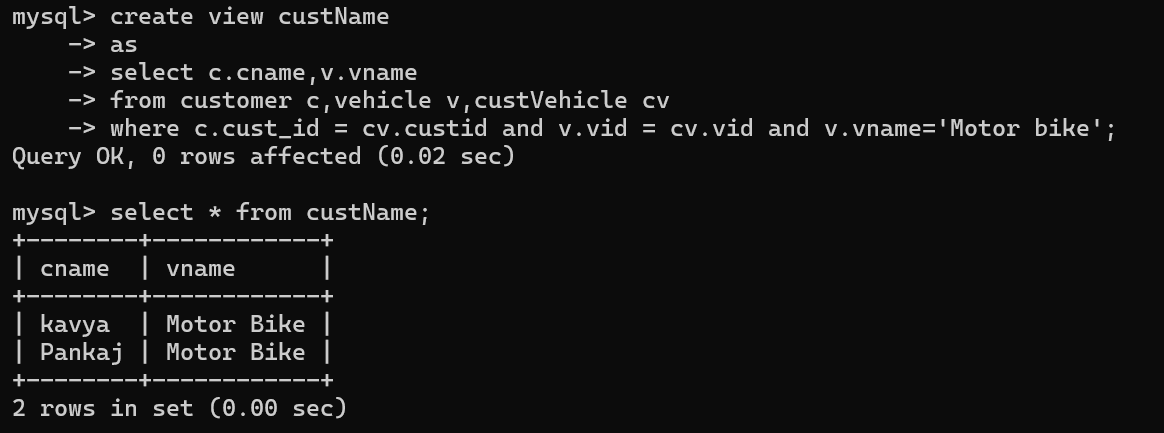 mysql> create view custName
    -> as
    -> select c.cname,v.vname
    -> from customer c,vehicle v,custVehicle cv
    -> where c.cust_id = cv.custid and v.vid = cv.vid and v.vname='Motor bike';
Query OK, 0 rows affected (0.02 sec)

mysql> select * from custName;
+--------+------------+
| cname  | vname      |
+--------+------------+
| kavya  | Motor Bike |
| Pankaj | Motor Bike |
+--------+------------+
2 rows in set (0.00 sec)